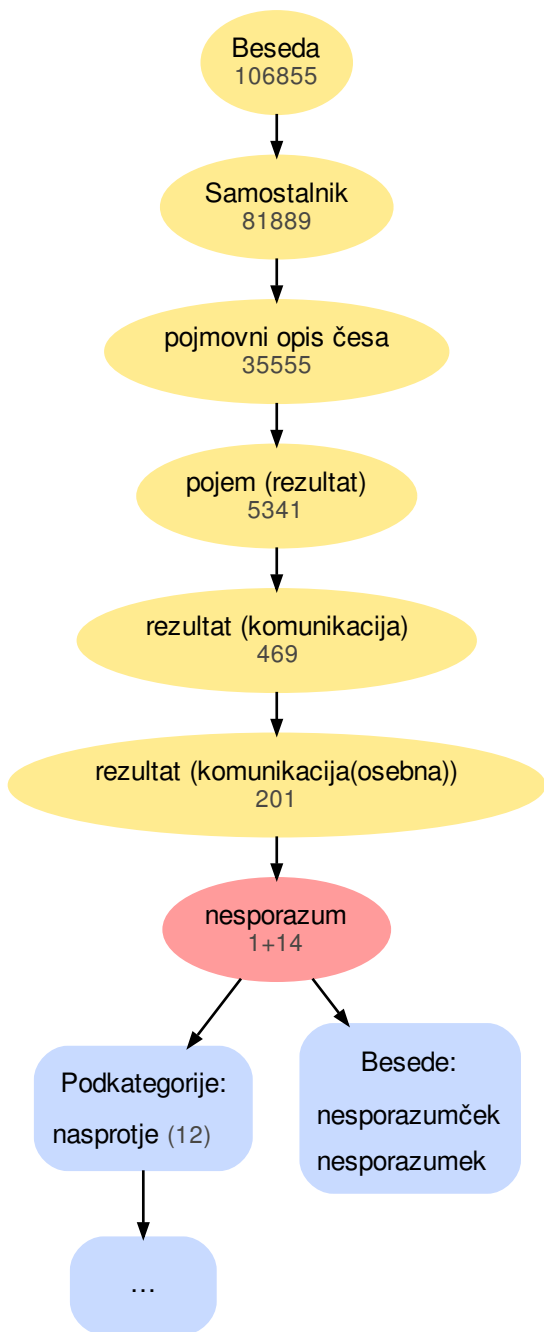 Beseda
106855
Samostalnik
81889
pojmovni opis česa
35555
pojem (rezultat)
5341
rezultat (komunikacija)
469
rezultat (komunikacija(osebna))
201
nesporazum
1+14
Podkategorije:
nasprotje (12)
Besede:
nesporazumček
nesporazumek
...